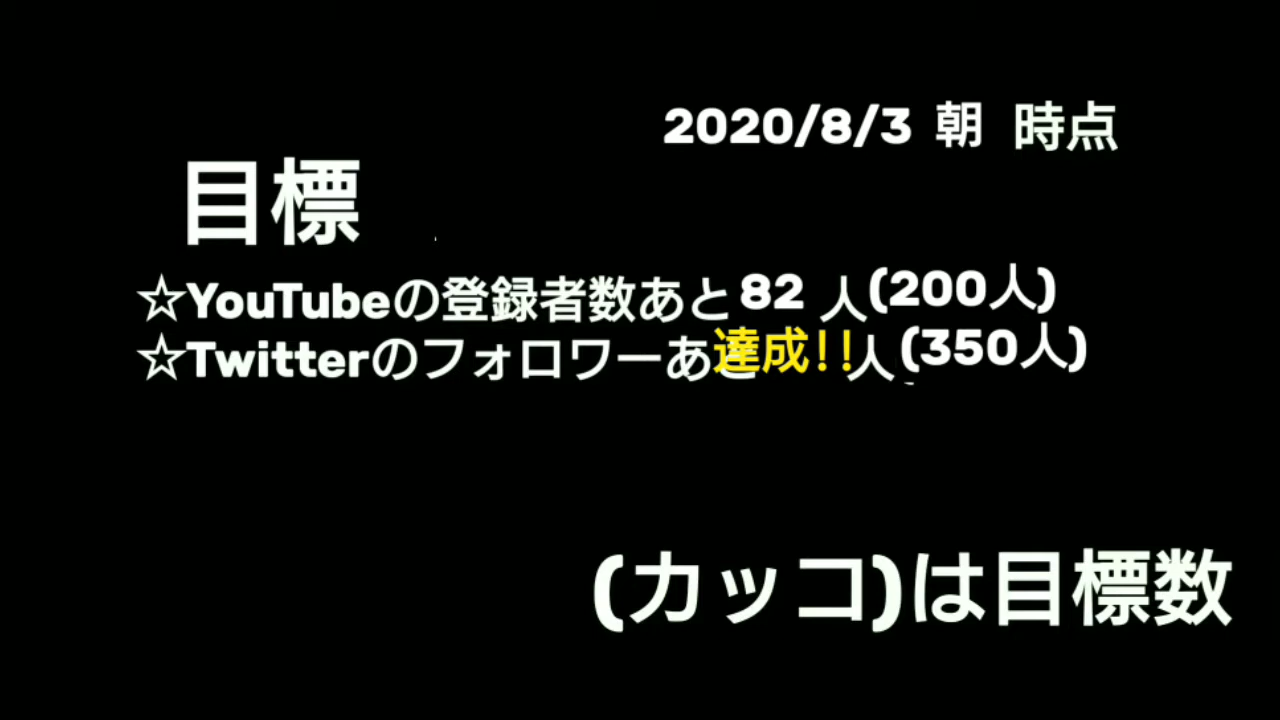 2020/8/3 朝 時点
目標
☆YouTubeの登録者数あと82人(200人)
☆Twitterのフォロワーあ達成!!人(350人)
(カッコ)は目標数